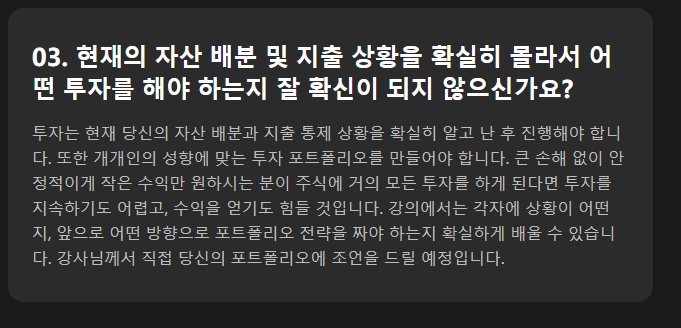 03. 현재의 자산 배분 및 지출 상황을 확실히 몰라서 어
떤 투자를 해야 하는지 잘 확신이 되지 않으신가요?
투자는 현재 당신의 자산 배분과 지출 통제 상황을 확실히 알고 난 후 진행해야 합니
다. 또한 개개인의 성향에 맞는 투자 포트폴리오를 만들어야 합니다. 큰 손해 없이 안
정적이게 작은 수익만 원하시는 분이 주식에 거의 모든 투자를 하게 된다면 투자를
지속하기도 어렵고, 수익을 얻기도 힘들 것입니다. 강의에서는 각자에 상황이 어떤
지, 앞으로 어떤 방향으로 포트폴리오 전략을 짜야 하는지 확실하게 배울 수 있습니
다. 강사님께서 직접 당신의 포트폴리오에 조언을 드릴 예정입니다.